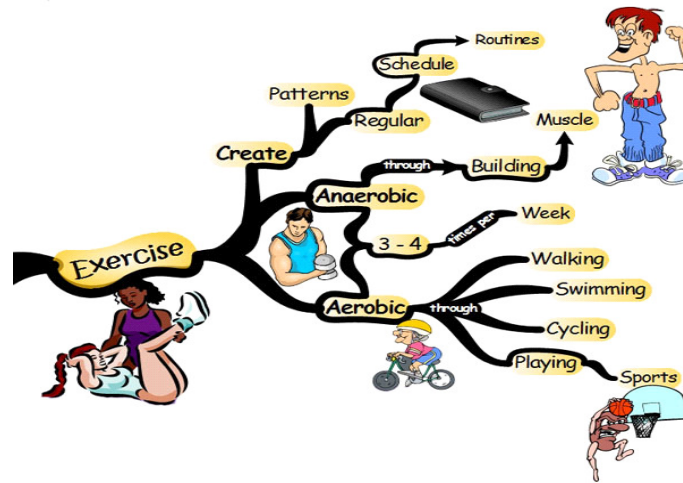 Routines
Schedule
Patterns
Regular
Create
Muscle
through
Building
Anaerobic
Week
times per
3 - 4
Exercise
Walking
Swimming
Aerobic
through
Cycling
Playing
Sports